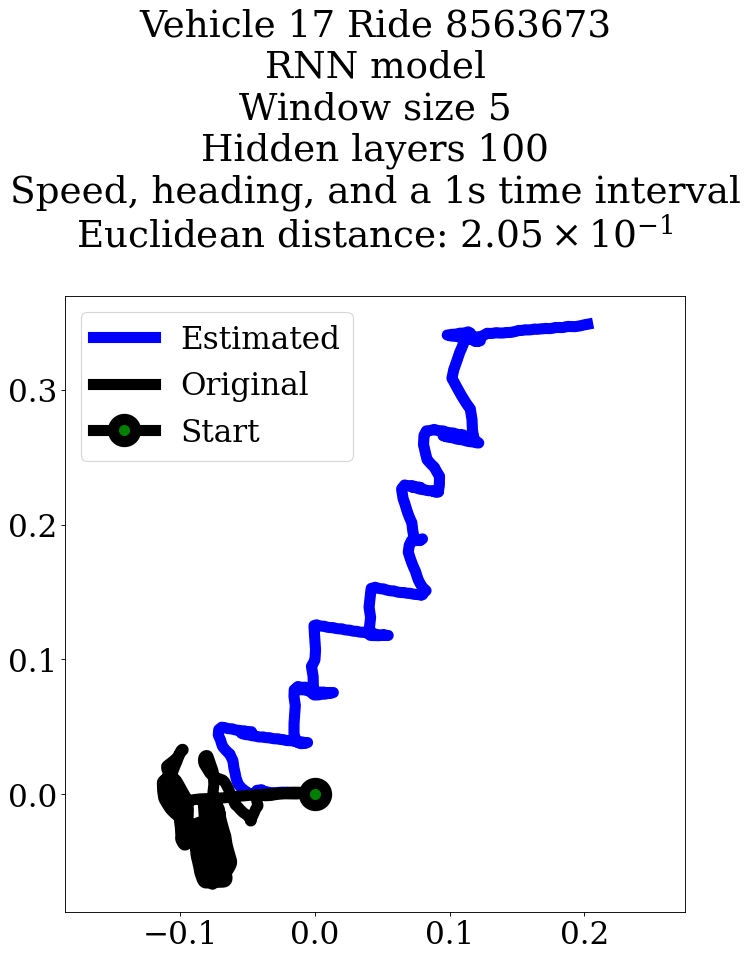 Vehicle 17 Ride 8563673
RNN model
Window size 5
Hidden layers 100
Speed, heading, and a 1s time interval
Euclidean distance: 2.05 × 10⁻¹
Estimated
Original
Start
0.3
0.2
0.1
0.0
−0.1 0.0 0.1 0.2